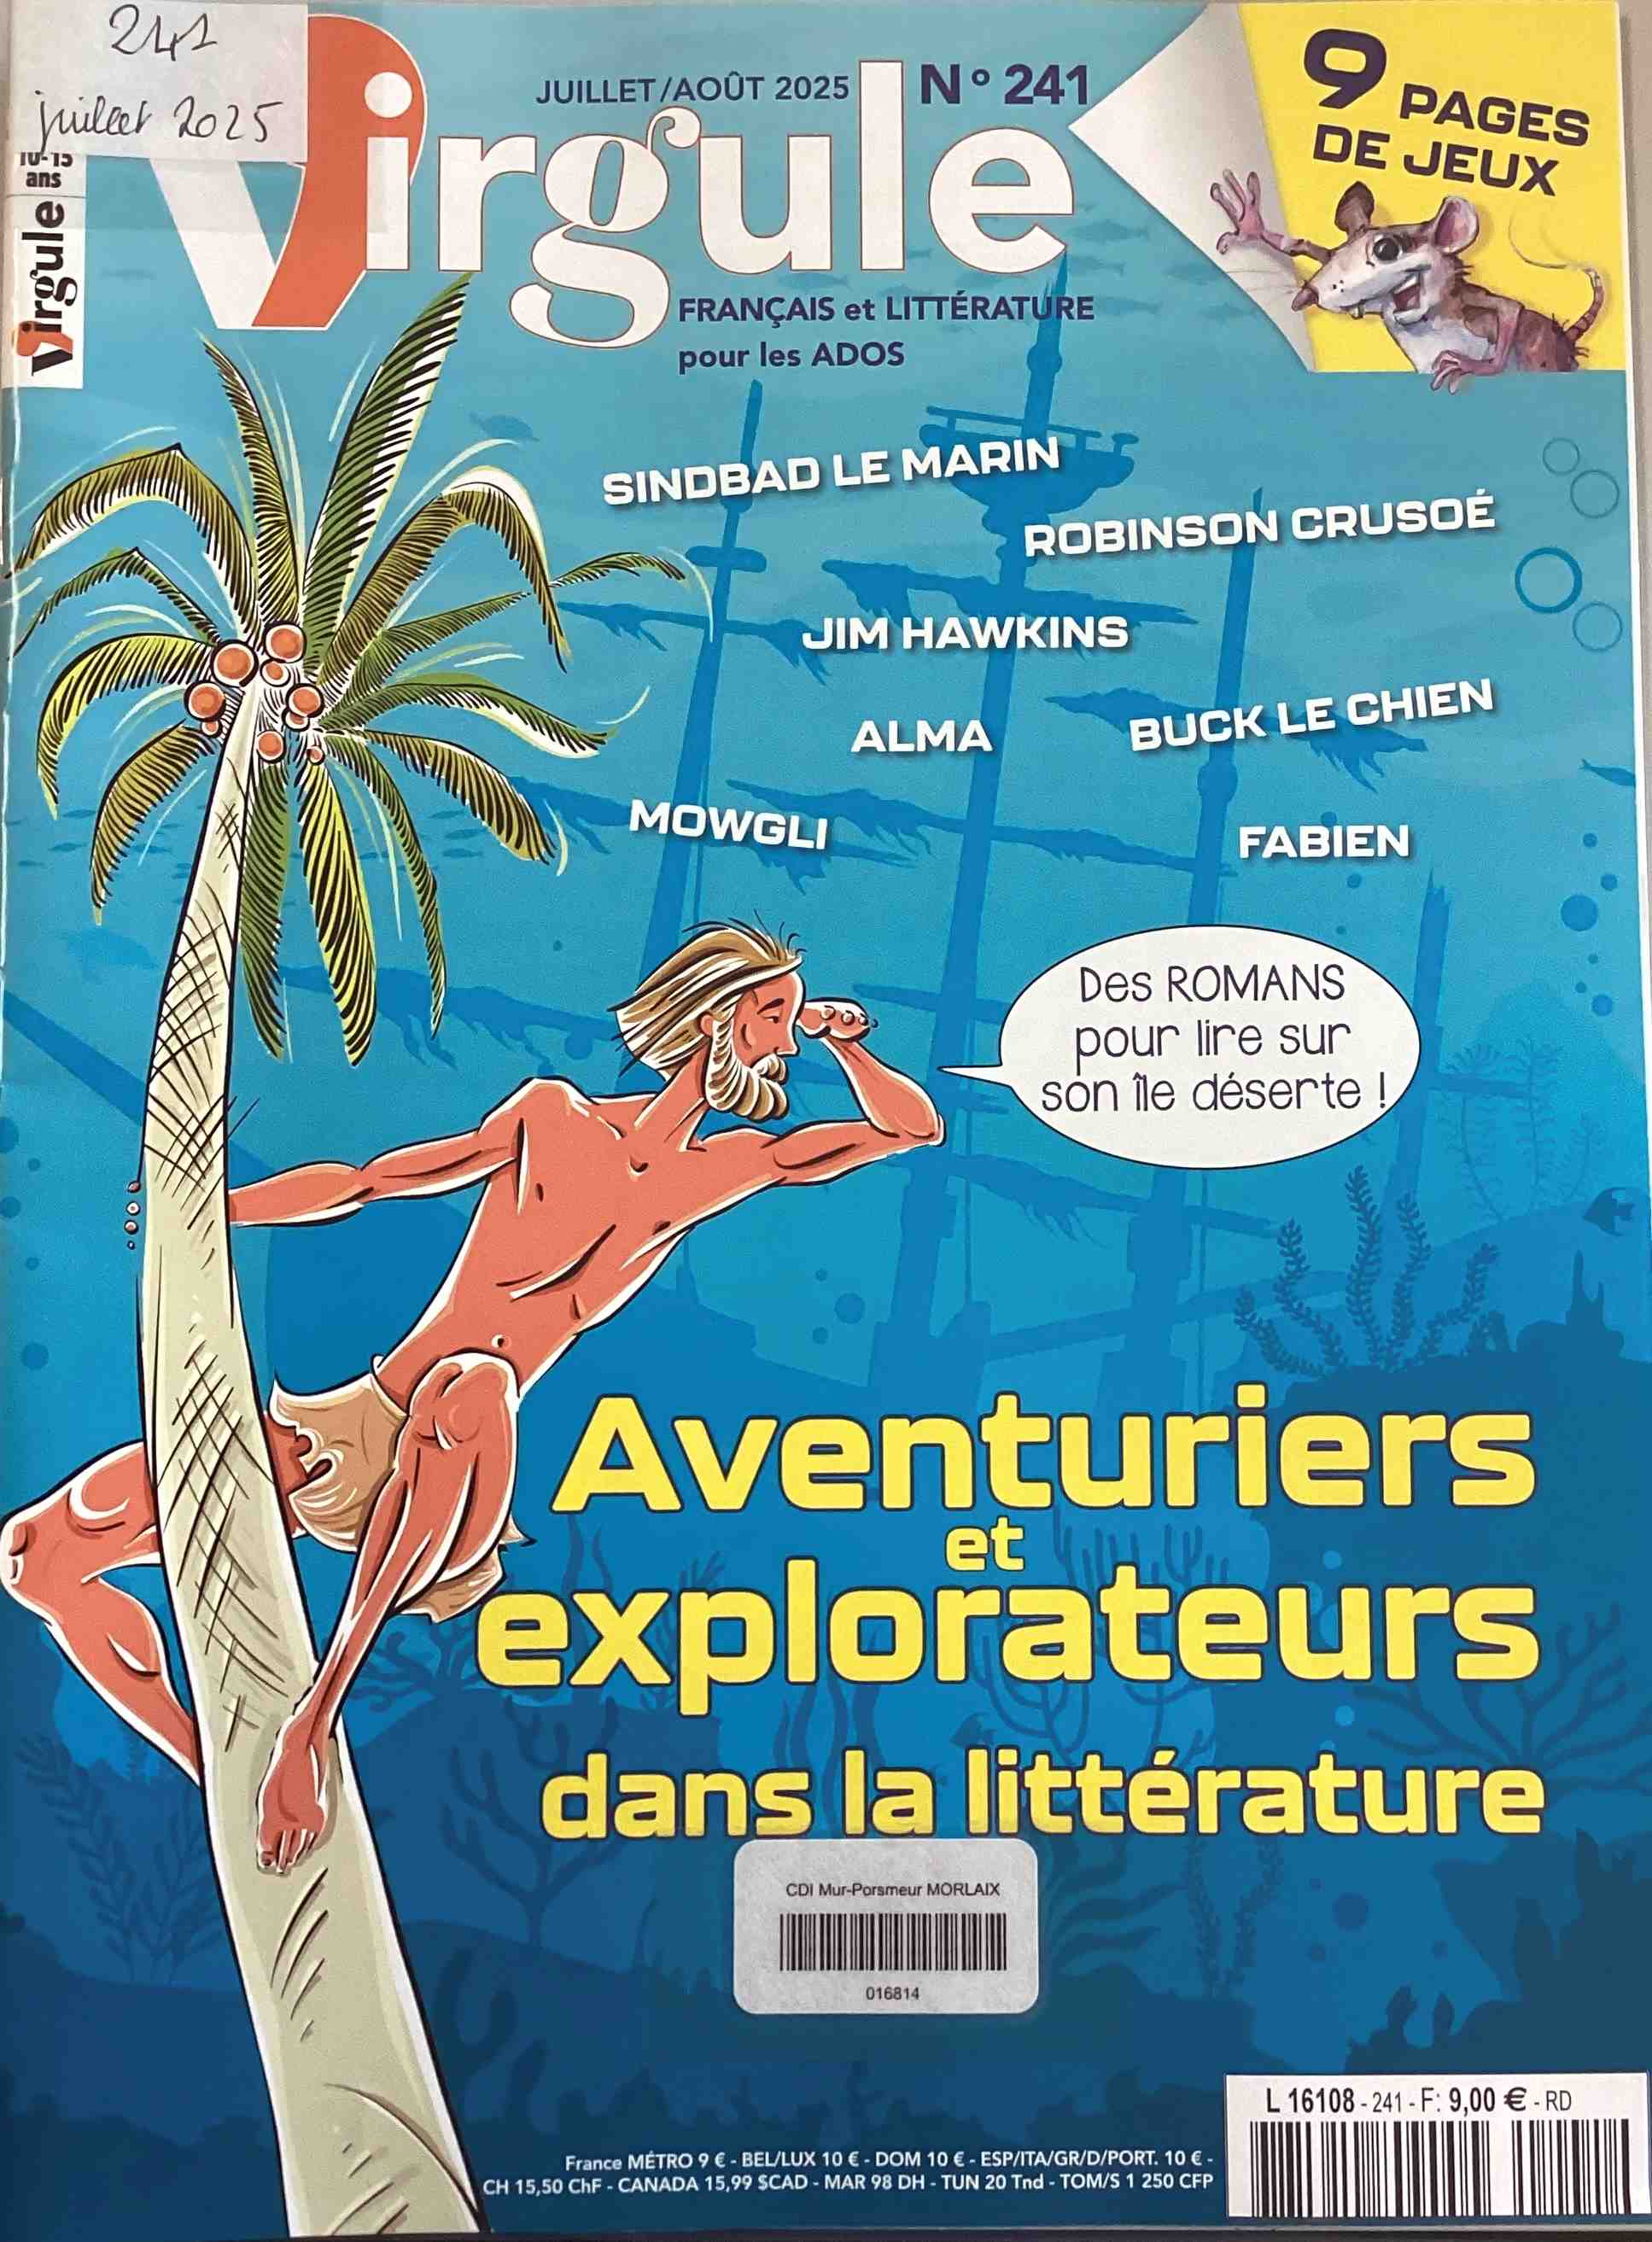 241
juillet 2025
Virgule
JUILLET/AOÛT 2025
N° 241
FRANÇAIS et LITTÉRATURE
pour les ADOS
9 PAGES
DE JEUX
10-15
ans
Virgule
SINDBAD LE MARIN
ROBINSON CRUSOÉ
JIM HAWKINS
ALMA
BUCK LE CHIEN
MOWGLI
FABIEN
Des ROMANS
pour lire sur
son île déserte !
Aventuriers
et
explorateurs
dans la littérature
CDI Mur-Porsmeur MORLAIX
016814
L 16108 - 241 - F: 9,00 € - RD
France MÉTRO 9 € - BEL/LUX 10 € - DOM 10 € - ESP/ITA/GR/D/PORT. 10 € -
CH 15,50 ChF - CANADA 15,99 $CAD - MAR 98 DH - TUN 20 Tnd - TOM/S 1 250 CFP